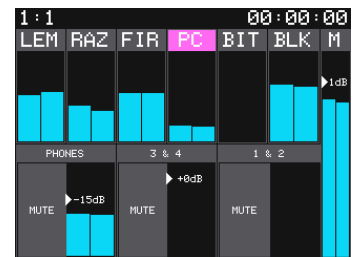 1:1 00:00:00
LEM RAZ FIR PC BIT BLK M
1dB
PHONES 3 & 4 1 & 2
+0dB
-15dB
MUTE MUTE MUTE